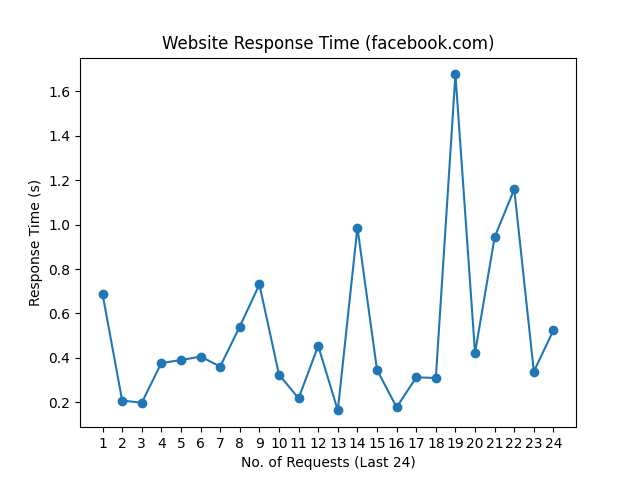 Website Response Time (facebook.com)
Response Time (s)
1.6
1.4
1.2
1.0
0.8
0.6
0.4
0.2
1 2 3 4 5 6 7 8 9 10 11 12 13 14 15 16 17 18 19 20 21 22 23 24
No. of Requests (Last 24)